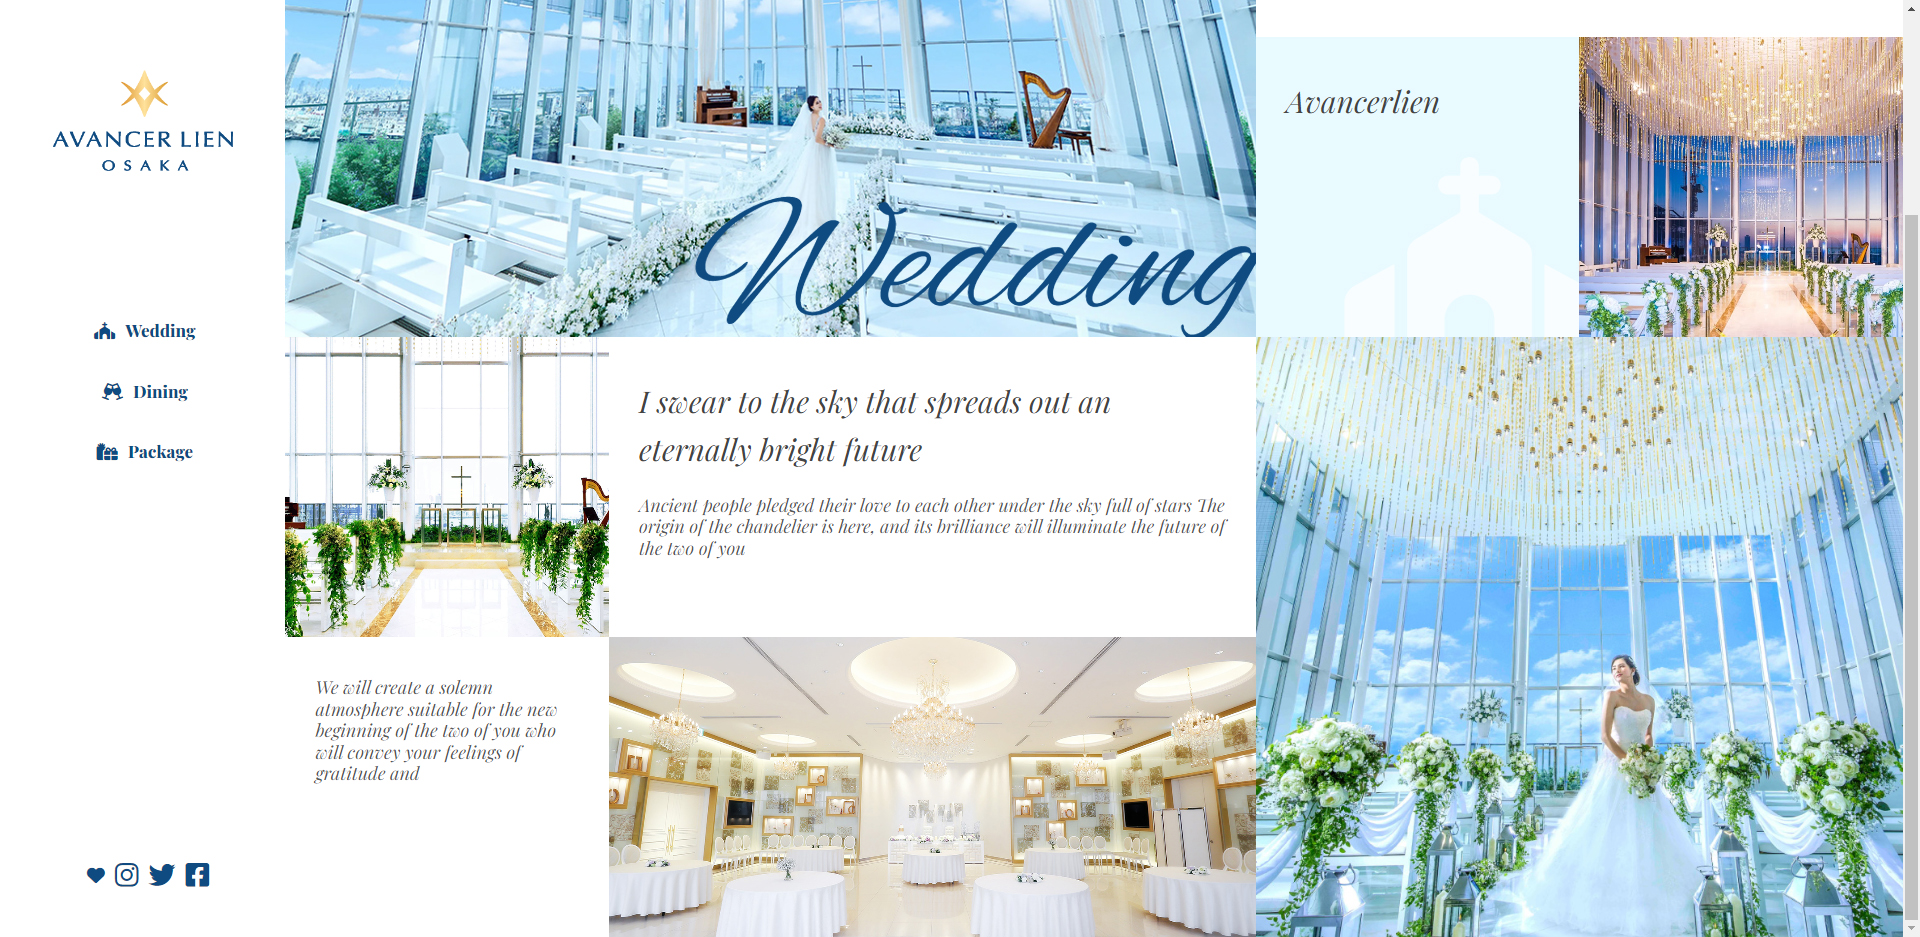 AVANCER LIEN
OSAKA
Wedding
Dining
Package
Wedding
Avancerlien
I swear to the sky that spreads out an
eternally bright future
Ancient people pledged their love to each other under the sky full of stars The
origin of the chandelier is here, and its brilliance will illuminate the future of
the two of you
We will create a solemn
atmosphere suitable for the new
beginning of the two of you who
will convey your feelings of
gratitude and